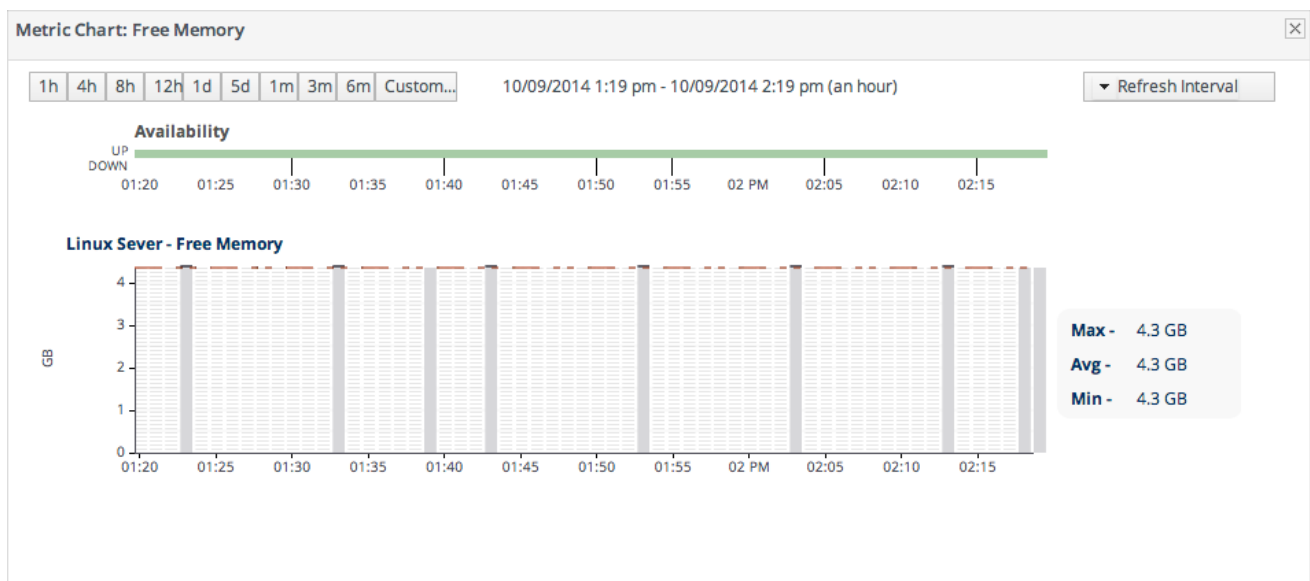 Metric Chart: Free Memory
1h 4h 8h 12h 1d 5d 1m 3m 6m Custom... 10/09/2014 1:19 pm - 10/09/2014 2:19 pm (an hour) Refresh Interval
Availability
UP
DOWN
01:20 01:25 01:30 01:35 01:40 01:45 01:50 01:55 02 PM 02:05 02:10 02:15
Linux Sever - Free Memory
4
3
2
1
0
GB
01:20 01:25 01:30 01:35 01:40 01:45 01:50 01:55 02 PM 02:05 02:10 02:15
Max - 4.3 GB
Avg - 4.3 GB
Min - 4.3 GB